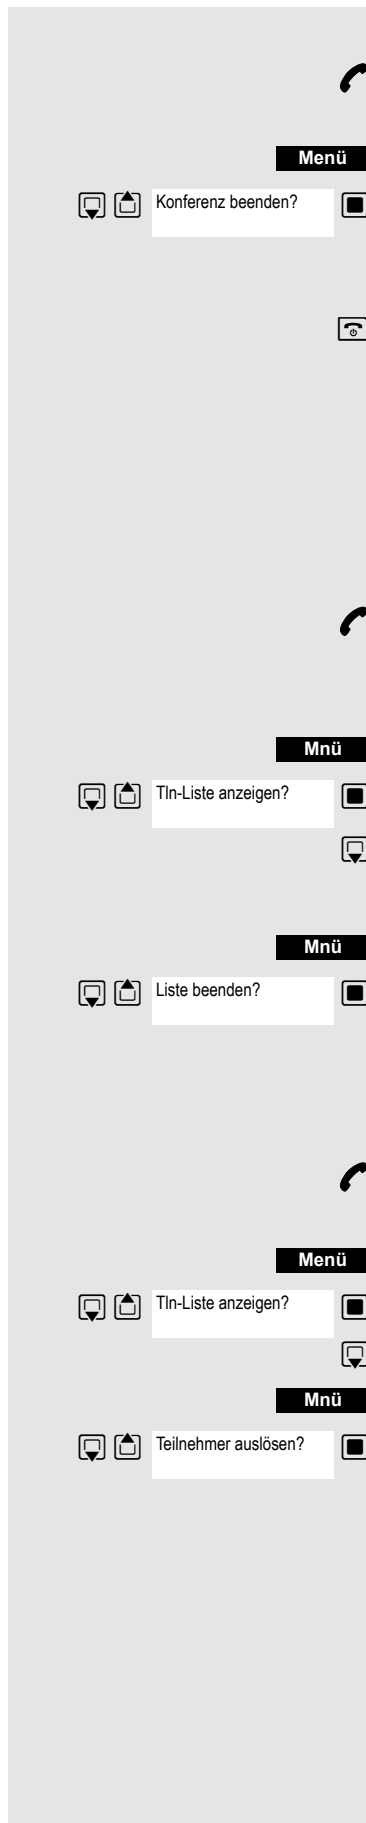 Menü
Konferenz beenden?
Mnü
Tln-Liste anzeigen?
Mnü
Liste beenden?
Menü
Tln-Liste anzeigen?
Mnü
Teilnehmer auslösen?